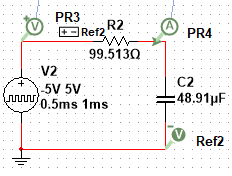 V
PR3
R2
A
+ - Ref2
PR4
99.513Ω
V2
-5V 5V
0.5ms 1ms
C2
48.91µF
V
Ref2